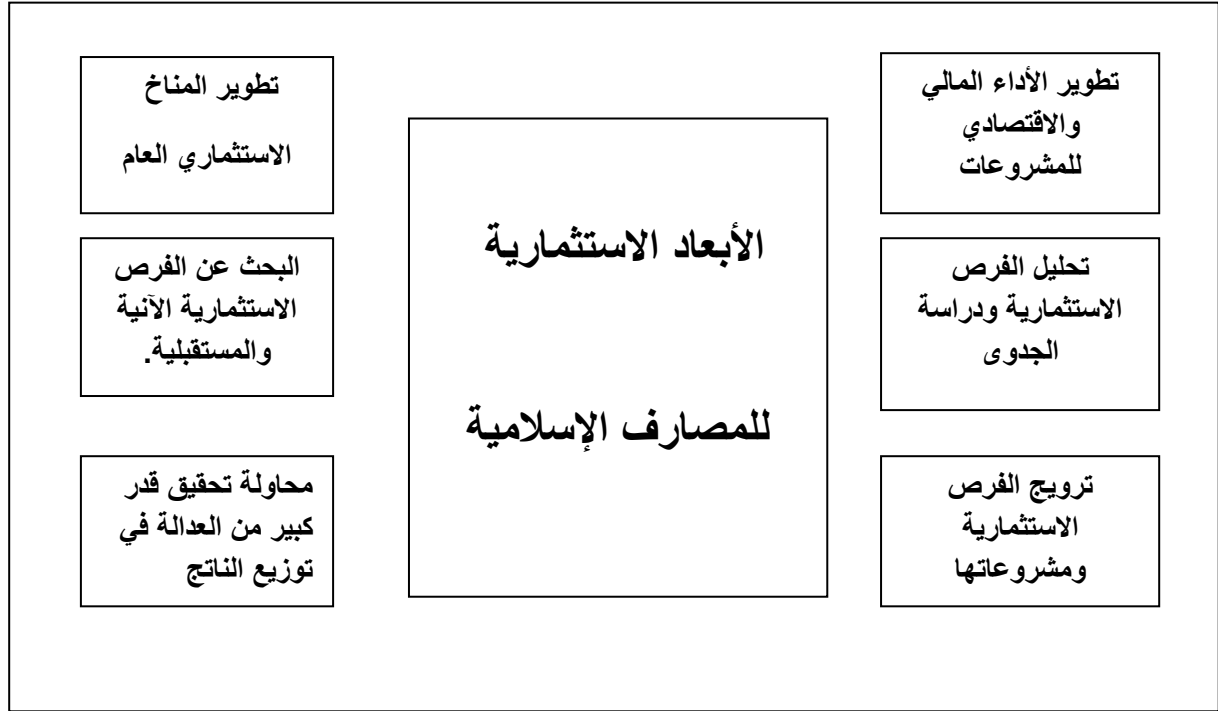 تطوير الأداء المالي
والاقتصادي
للمشروعات
تحليل الفرص
الاستثمارية ودراسة
الجدوى
ترويج الفرص
الاستثمارية
ومشروعاتها
الأبعاد الاستثمارية
للمصارف الإسلامية
تطوير المناخ
الاستثماري العام
البحث عن الفرص
الاستثمارية الآنية
والمستقبلية.
محاولة تحقيق قدر
كبير من العدالة في
توزيع الناتج